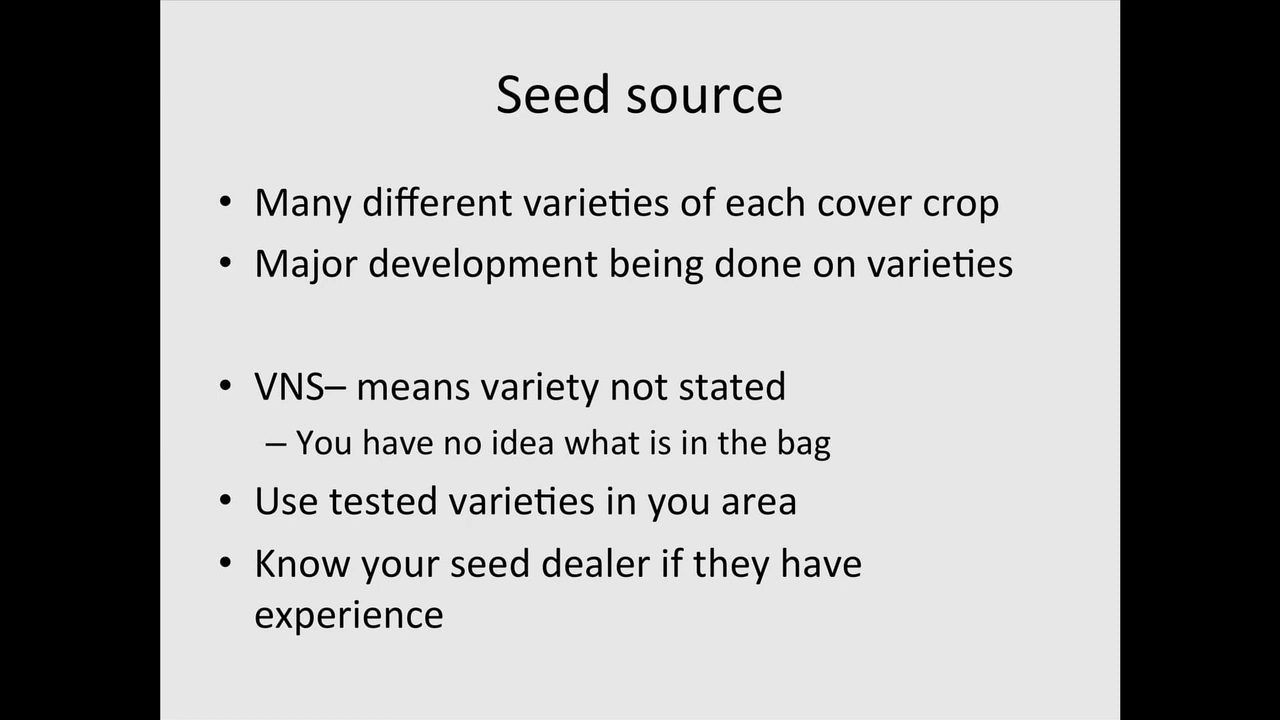 Seed source
• Many different varieties of each cover crop
• Major development being done on varieties
• VNS– means variety not stated
– You have no idea what is in the bag
• Use tested varieties in you area
• Know your seed dealer if they have
experience